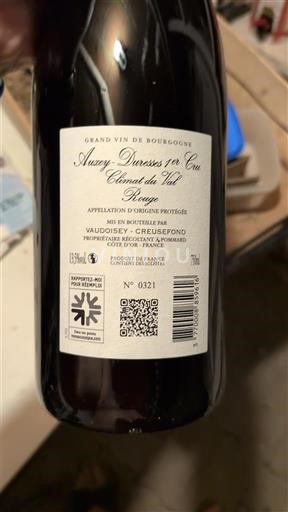 GRAND VIN DE BOURGOGNE
Auxey-Duresses 1er Cru
Climat du Val
Rouge
APPELLATION D'ORIGINE PROTÉGÉE
MIS EN BOUTEILLE PAR
VAUDOISEY - CREUSEFOND
PROPRIÉTAIRE RÉCOLTANT À POMMARD
CÔTE D'OR - FRANCE
13,5%vol.
PRODUIT DE FRANCE
CONTIENT DES SULFITES
RAPPORTEZ-MOI
POUR RÉEMPLOI
N° 0321